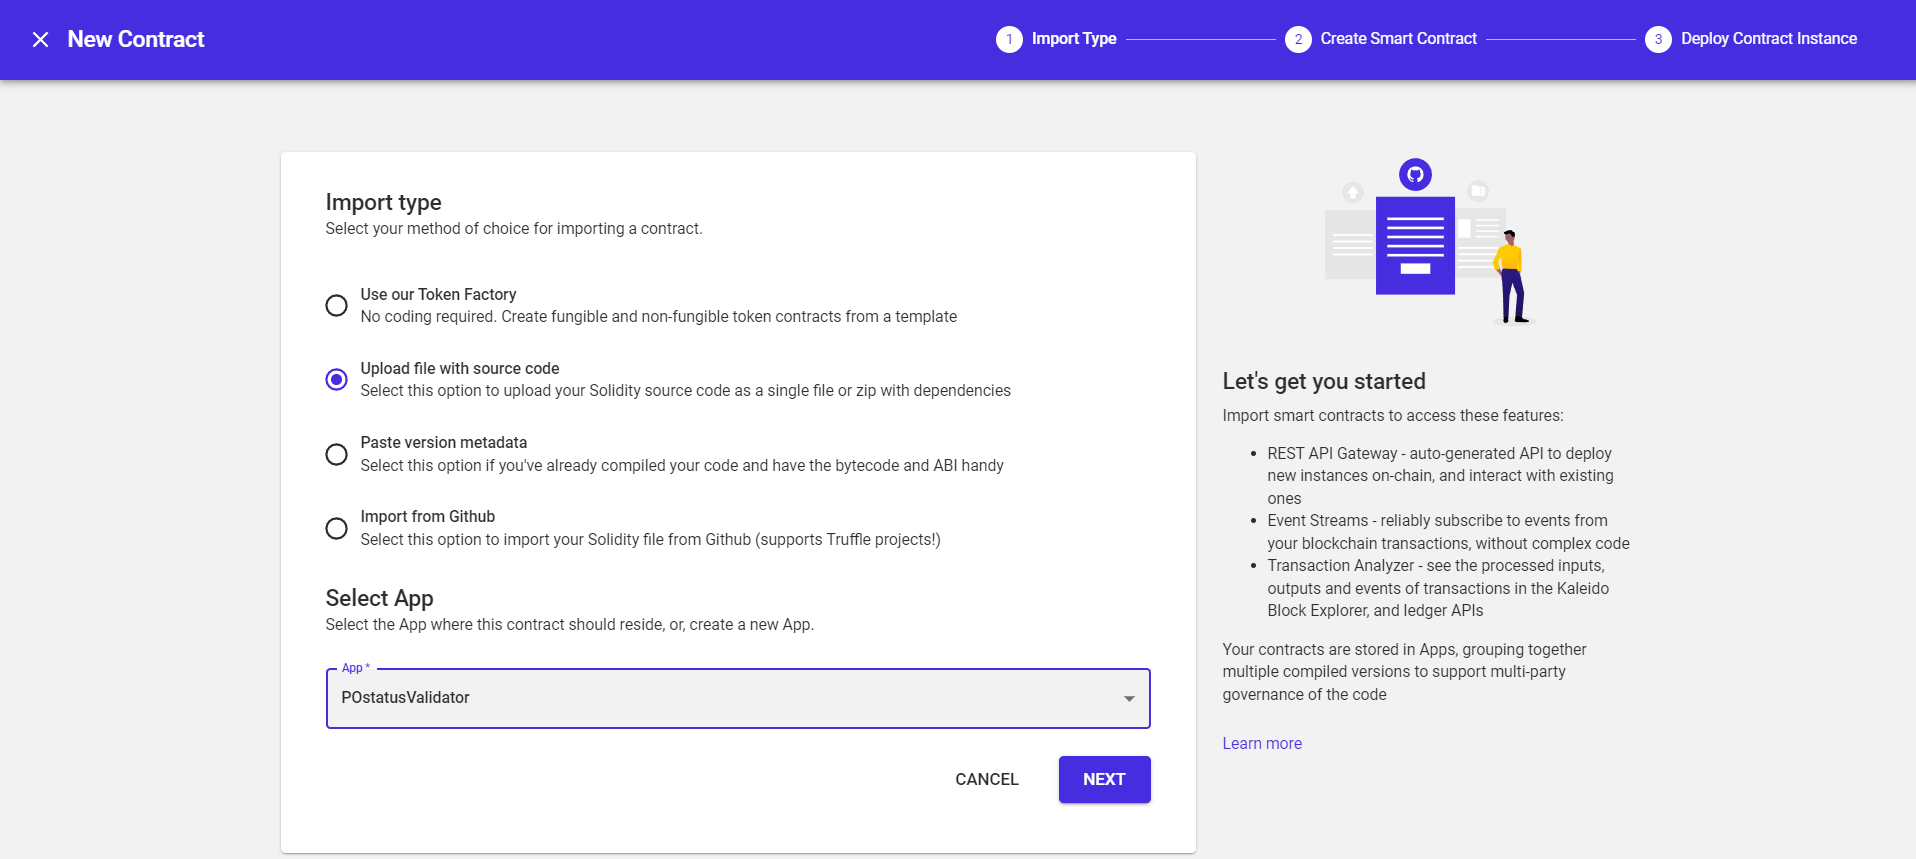 New Contract
1 Import Type
2 Create Smart Contract
3 Deploy Contract Instance
Import type
Select your method of choice for importing a contract.
Use our Token Factory
No coding required. Create fungible and non-fungible token contracts from a template
Upload file with source code
Select this option to upload your Solidity source code as a single file or zip with dependencies
Paste version metadata
Select this option if you've already compiled your code and have the bytecode and ABI handy
Import from Github
Select this option to import your Solidity file from Github (supports Truffle projects!)
Select App
Select the App where this contract should reside, or, create a new App.
App *
POstatusValidator
CANCEL
NEXT
Let's get you started
Import smart contracts to access these features:
• REST API Gateway - auto-generated API to deploy
new instances on-chain, and interact with existing
ones
• Event Streams - reliably subscribe to events from
your blockchain transactions, without complex code
• Transaction Analyzer - see the processed inputs,
outputs and events of transactions in the Kaleido
Block Explorer, and ledger APIs
Your contracts are stored in Apps, grouping together
multiple compiled versions to support multi-party
governance of the code
Learn more